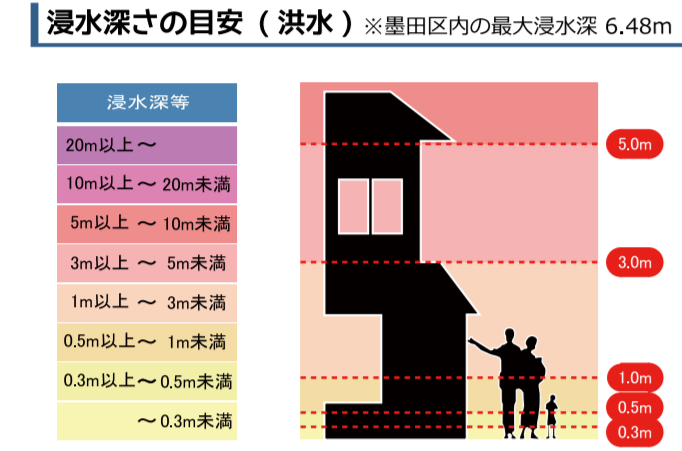 浸水深さの目安（洪水）※墨田区内の最大浸水深 6.48m
浸水深等
20m以上～
10m以上～ 20m未満
5m以上 ～ 10m未満
3m以上 ～ 5m未満
1m以上 ～ 3m未満
0.5m以上～ 1m未満
0.3m以上～0.5m未満
～0.3m未満
5.0m
3.0m
1.0m
0.5m
0.3m